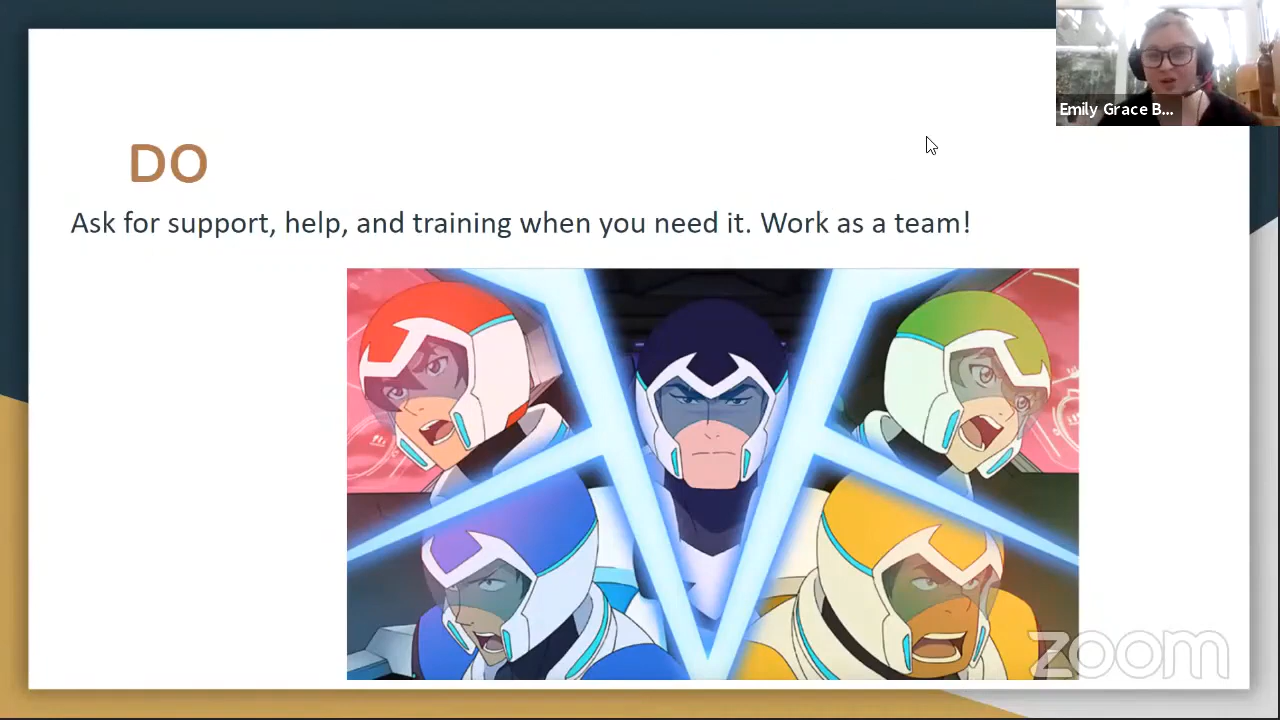 Emily Grace B...
DO
Ask for support, help, and training when you need it. Work as a team!
zoom